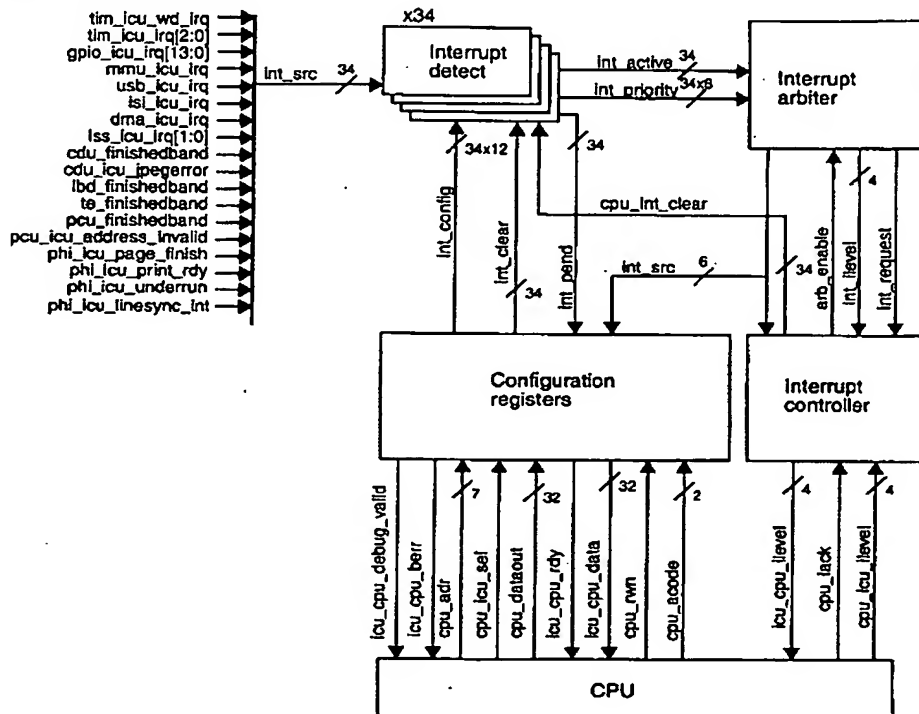 tim_icu_wd_irq
tim_icu_irq[2:0]
gpio_icu_irq[13:0]
mmu_icu_irq
usb_icu_irq
isi_icu_irq
dma_icu_irq
lss_icu_irq[1:0]
cdu_finishedband
cdu_icu_jpegerror
lbd_finishedband
te_finishedband
pcu_finishedband
pcu_icu_address_invalid
phi_icu_page_finish
phi_icu_print_rdy
phi_icu_underrun
phi_icu_linesync_int
int_src
34
x34
Interrupt
detect
int_active
34
int_priority
34x8
Interrupt
arbiter
34x12
34
int_config
int_clear
34
int_pend
cpu_int_clear
int_src
6
34
arb_enable
int_ilevel
4
int_request
Configuration
registers
Interrupt
controller
icu_cpu_debug_valid
icu_cpu_berr
cpu_adr
7
cpu_icu_sel
cpu_dataout
32
icu_cpu_rdy
icu_cpu_data
32
cpu_rwn
cpu_acode
2
icu_cpu_ilevel
4
cpu_iack
cpu_icu_ilevel
4
CPU